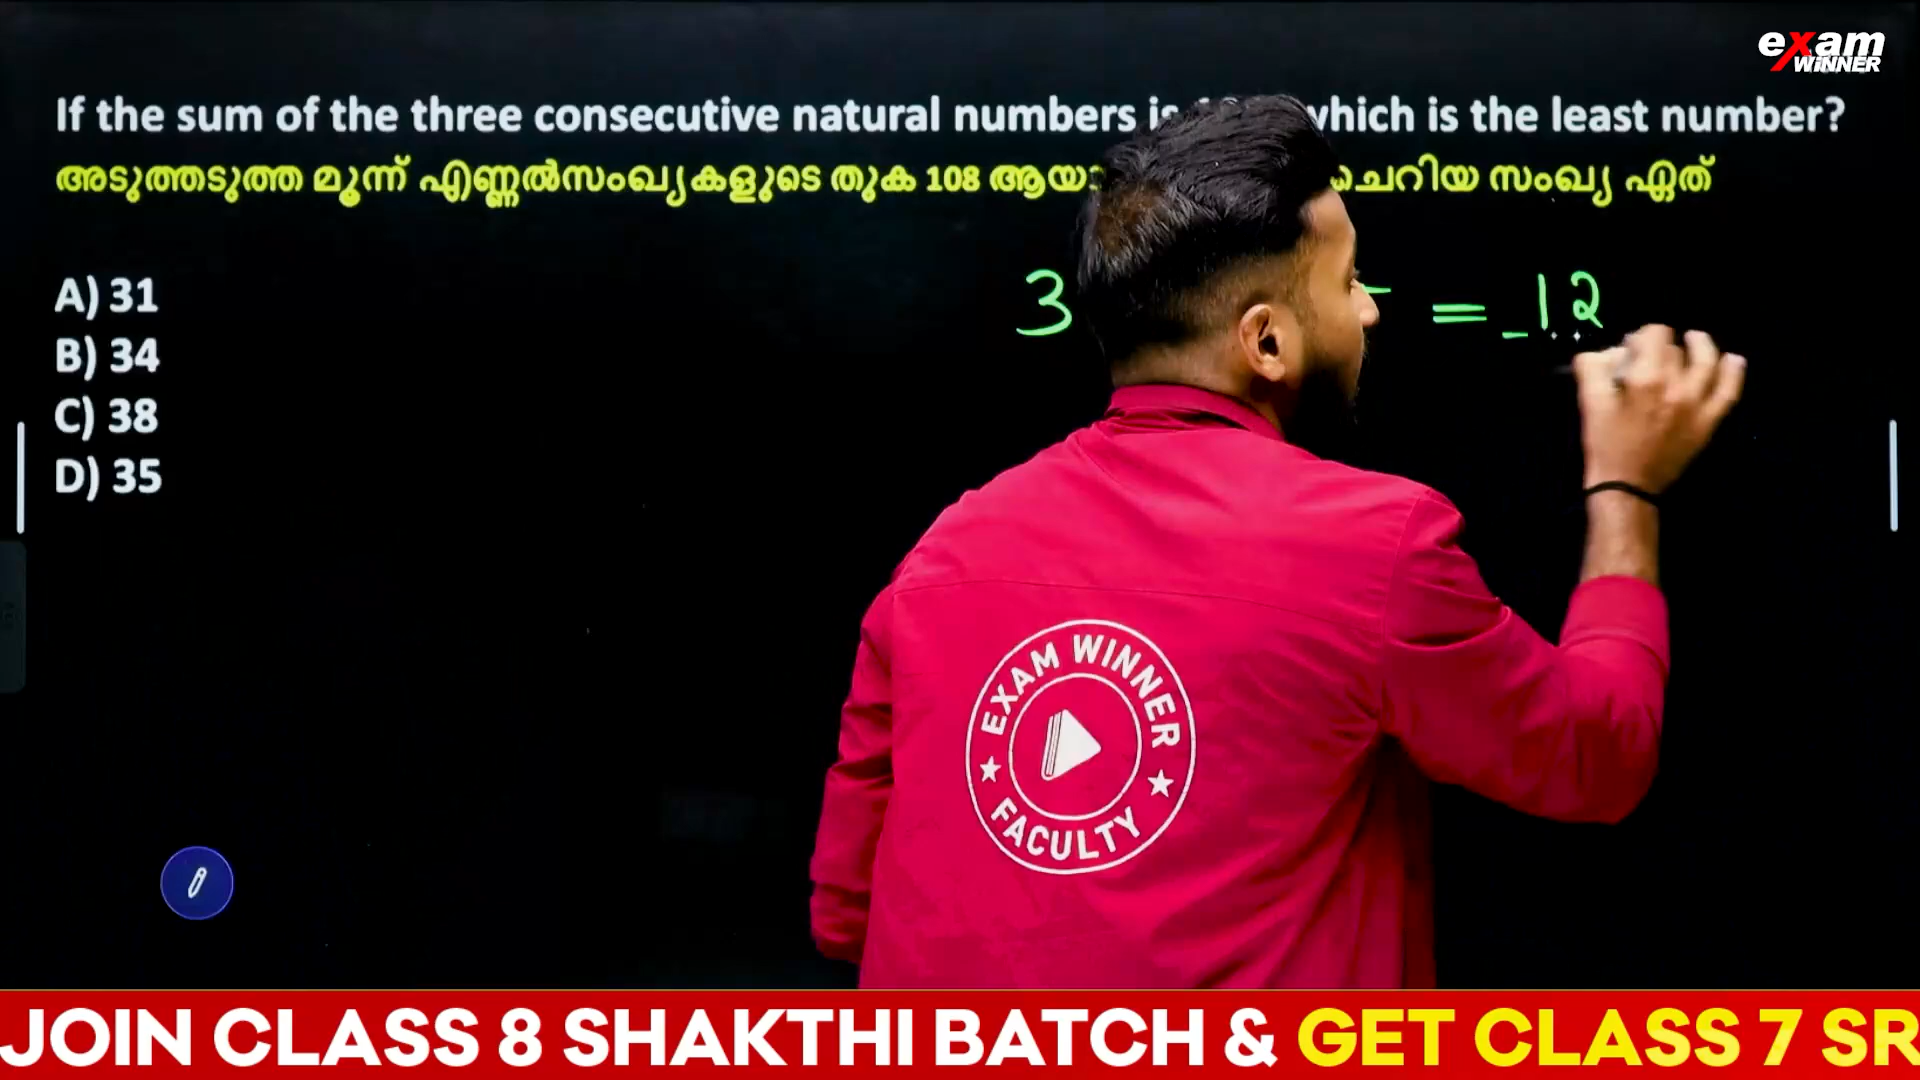 exam
WINNER
If the sum of the three consecutive natural numbers is which is the least number?
അടുത്തടുത്ത മൂന്ന് എണ്ണൽസംഖ്യകളുടെ തുക 108 ചെറിയ സംഖ്യ ഏത്
A) 31
B) 34
C) 38
D) 35
3 = 12
EXAM WINNER
FACULTY
JOIN CLASS 8 SHAKTHI BATCH & GET CLASS 7 SR